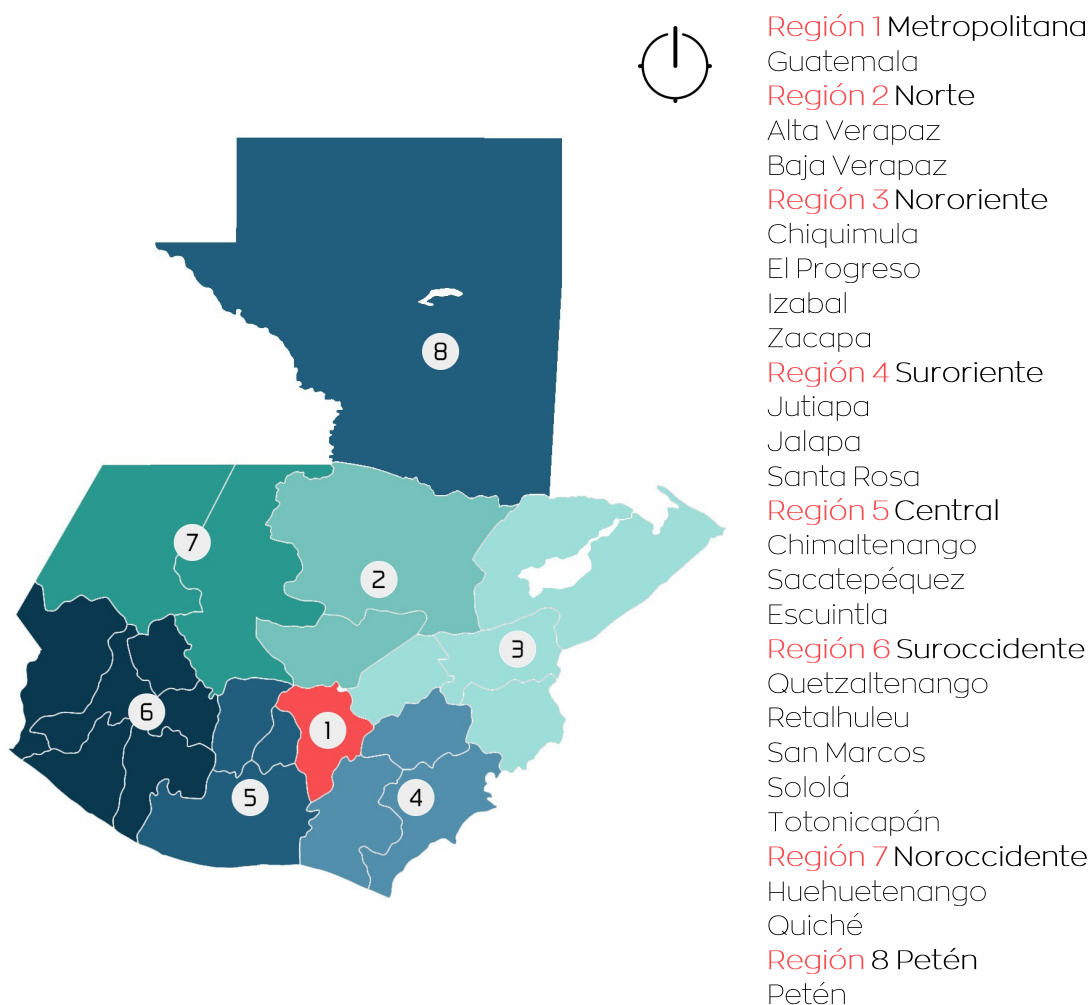 Región 1 Metropolitana
Guatemala
Región 2 Norte
Alta Verapaz
Baja Verapaz
Región 3 Nororiente
Chiquimula
El Progreso
Izabal
Zacapa
Región 4 Suroriente
Jutiapa
Jalapa
Santa Rosa
Región 5 Central
Chimaltenango
Sacatepéquez
Escuintla
Región 6 Suroccidente
Quetzaltenango
Retalhuleu
San Marcos
Sololá
Totonicapán
Región 7 Noroccidente
Huehuetenango
Quiché
Región 8 Petén
Petén
8
7
2
3
6
1
5
4